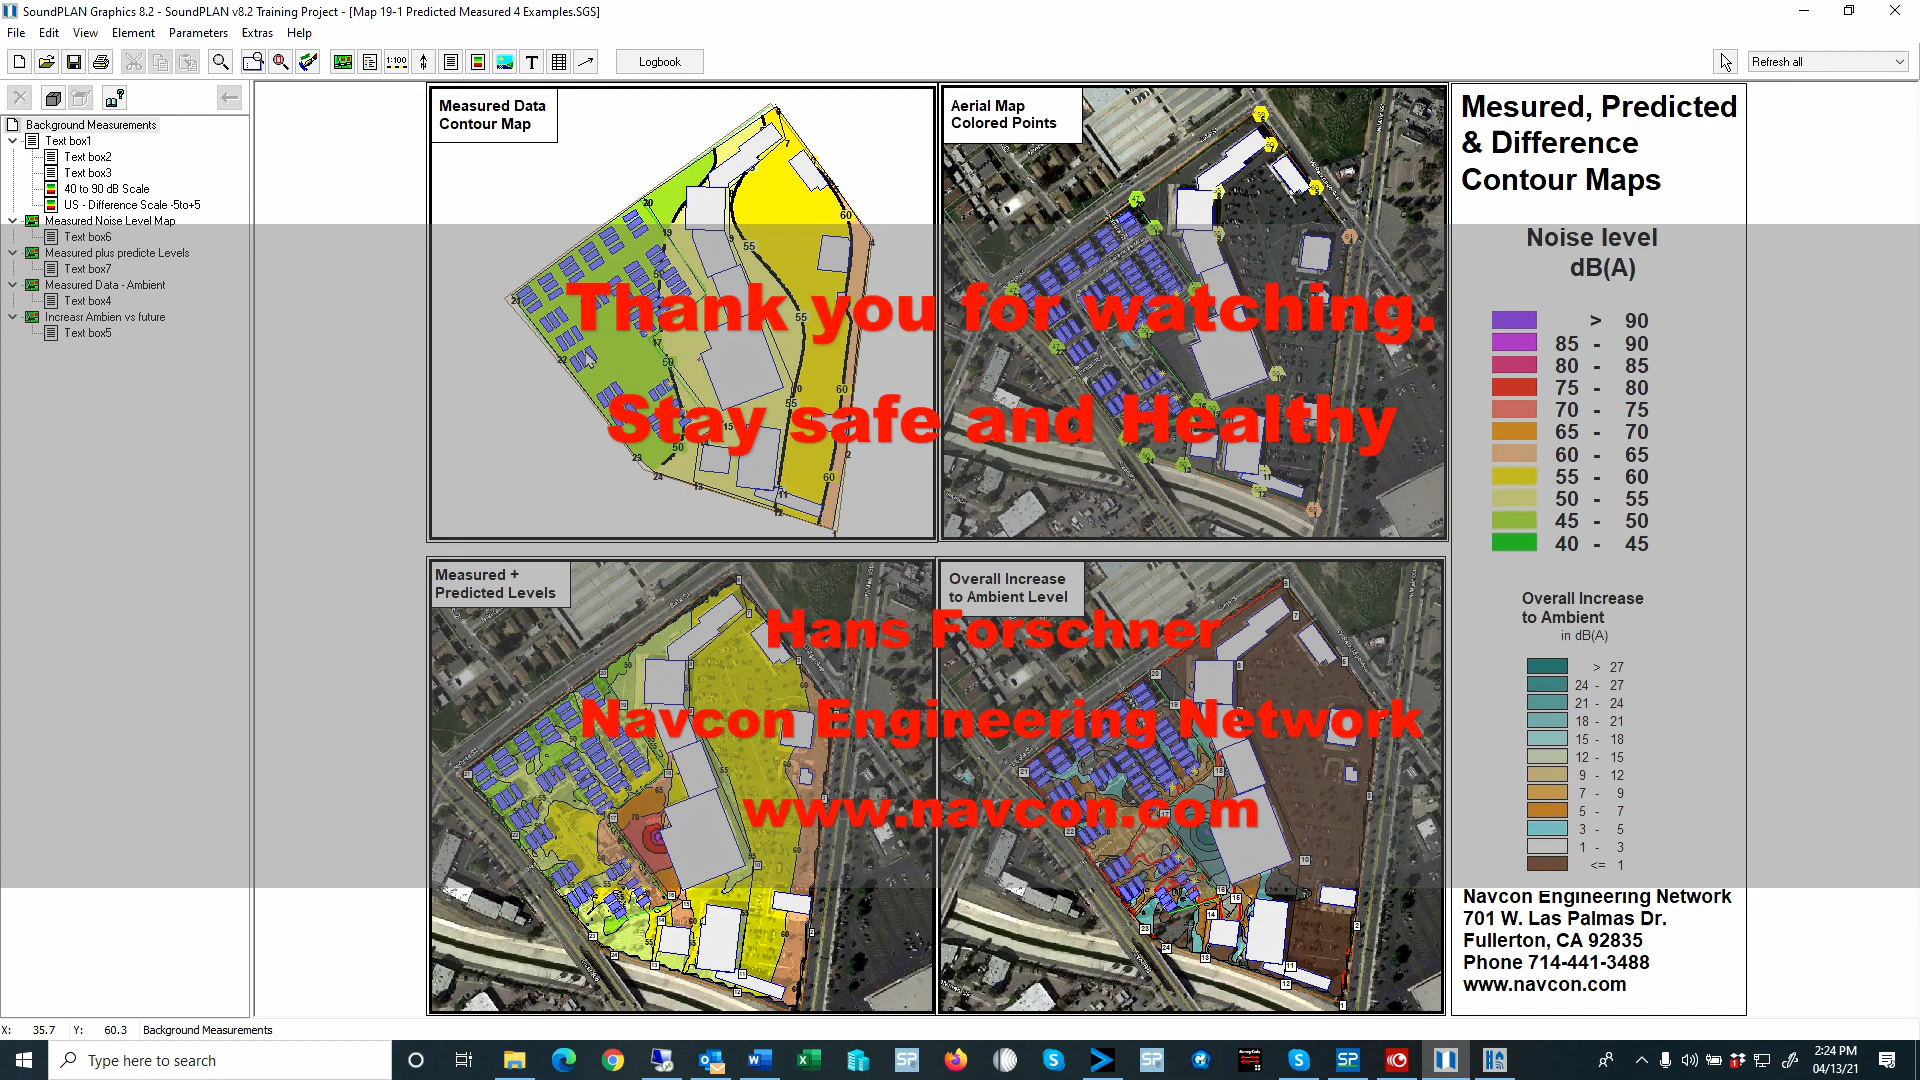 SoundPLAN Graphics 8.2 - SoundPLAN v8.2 Training Project - [Map 19-1 Predicted Measured 4 Examples.SGS]
File Edit View Element Parameters Extras Help
1:100
T
Logbook
Refresh all
Background Measurements
Text box1
Text box2
Text box3
40 to 90 dB Scale
US - Difference Scale -5to+5
Measured Noise Level Map
Text box6
Measured plus predicte Levels
Text box7
Measured Data - Ambient
Text box4
Increasr Ambien vs future
Text box5
Measured Data
Contour Map
Aerial Map
Colored Points
Measured +
Predicted Levels
Overall Increase
to Ambient Level
Thank you for watching.
Stay safe and Healthy
Hans Forschner
Navcon Engineering Network
www.navcon.com
Mesured, Predicted
& Difference
Contour Maps
Noise level
dB(A)
> 90
85 - 90
80 - 85
75 - 80
70 - 75
65 - 70
60 - 65
55 - 60
50 - 55
45 - 50
40 - 45
Overall Increase
to Ambient
in dB(A)
> 27
24 - 27
21 - 24
18 - 21
15 - 18
12 - 15
9 - 12
7 - 9
5 - 7
3 - 5
1 - 3
<= 1
Navcon Engineering Network
701 W. Las Palmas Dr.
Fullerton, CA 92835
Phone 714-441-3488
www.navcon.com
X: 35.7 Y: 60.3 Background Measurements
Type here to search
2:24 PM
04/13/21